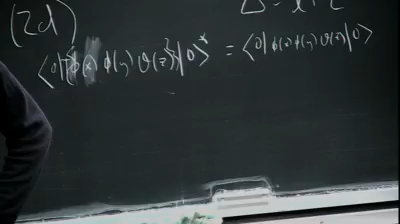 (2d)
⟨0|{ϕ(x) ϕ(y) ϑ(z)}|0⟩* = ⟨0|ϕ(x) ϕ(y) ϑ(z)|0⟩